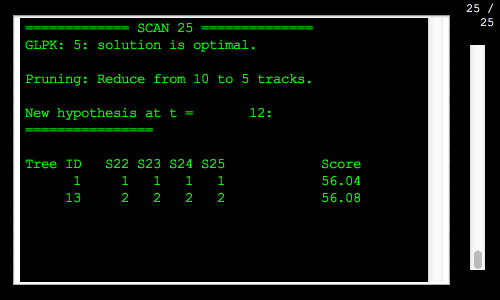 25 /
25
============= SCAN 25 ==============
GLPK: 5: solution is optimal.
Pruning: Reduce from 10 to 5 tracks.
New hypothesis at t =       12:
================
Tree ID   S22 S23 S24 S25            Score
1     1   1   1   1            56.04
13     2   2   2   2            56.08